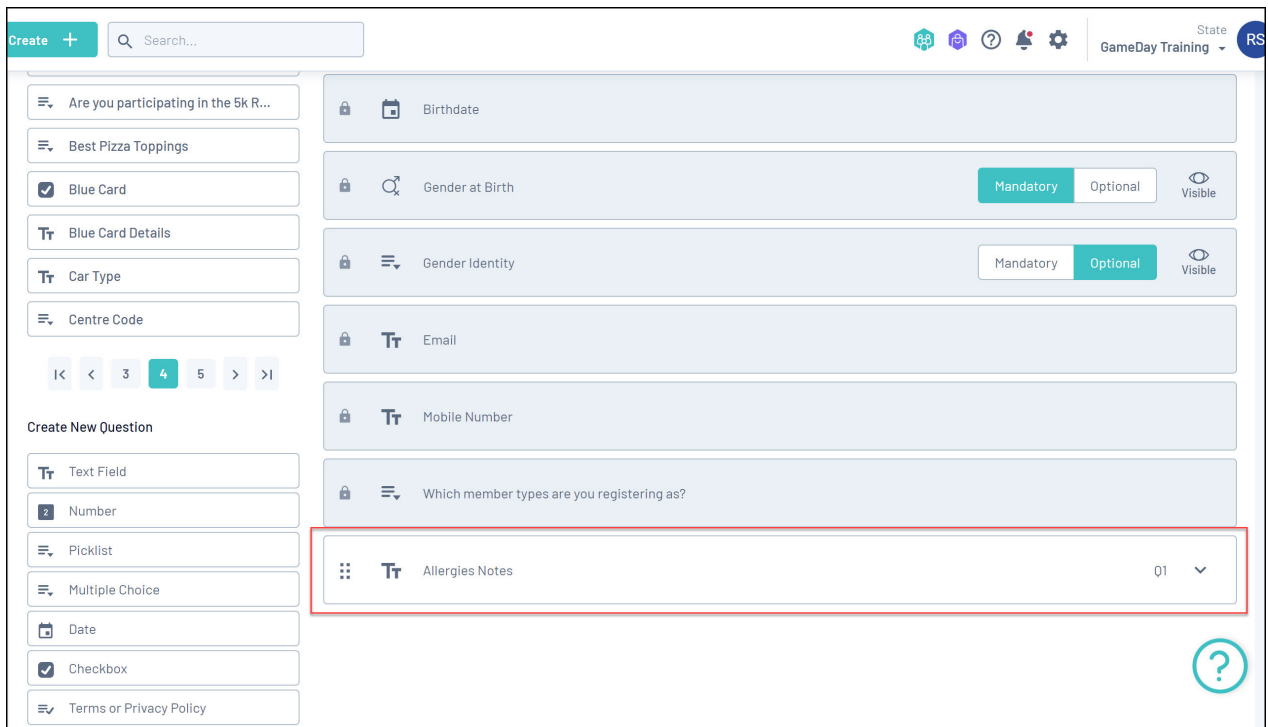 Create
Search...
State
GameDay Training
RS
Are you participating in the 5k R...
Best Pizza Toppings
Blue Card
Blue Card Details
Car Type
Centre Code
3 4 5
Create New Question
Text Field
2 Number
Picklist
Multiple Choice
Date
Checkbox
Terms or Privacy Policy
Birthdate
Gender at Birth Mandatory Optional Visible
Gender Identity Mandatory Optional Visible
Email
Mobile Number
Which member types are you registering as?
Allergies Notes Q1